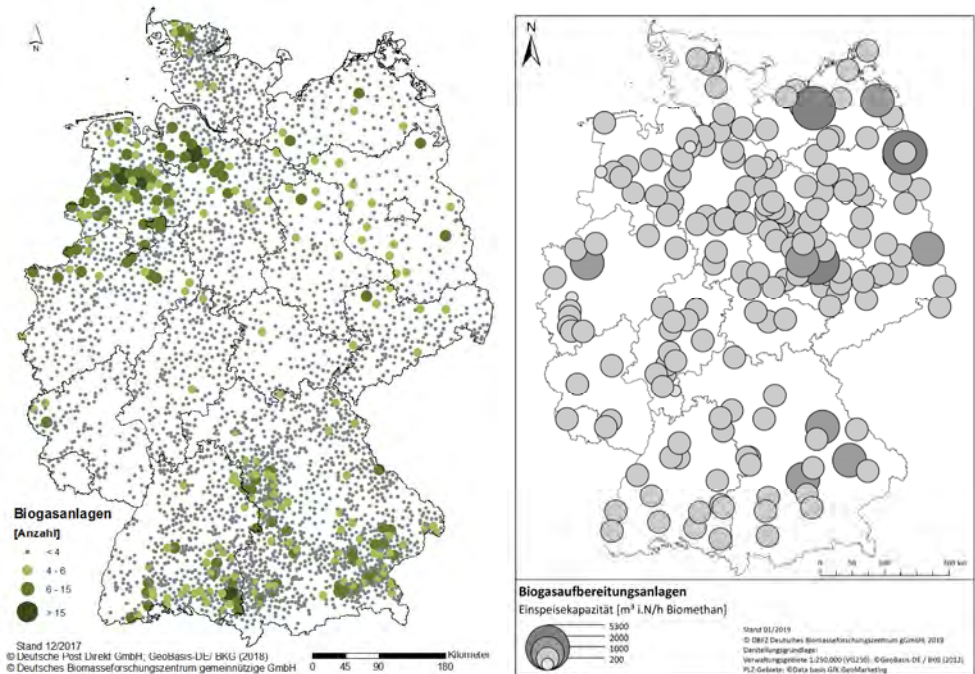 N
Biogasanlagen
[Anzahl]
< 4
4 - 6
6 - 15
> 15
Stand 12/2017
© Deutsche Post Direkt GmbH; GeoBasis-DE/ BKG (2018)
© Deutsches Biomasseforschungszentrum gemeinnützige GmbH
Kilometer
0 45 90 180
N
0 50 100 200 km
Biogasaufbereitungsanlagen
Einspeisekapazität [m³ i.N/h Biomethan]
5300
2000
1000
200
Stand 01/2019
© DBFZ Deutsches Biomasseforschungszentrum gGmbH, 2019
Darstellungsgrundlage:
Verwaltungsgebiete 1:250.000 (VG250): © GeoBasis-DE / BKG (2013)
PLZ-Gebiete: ©Data basis GfK GeoMarketing